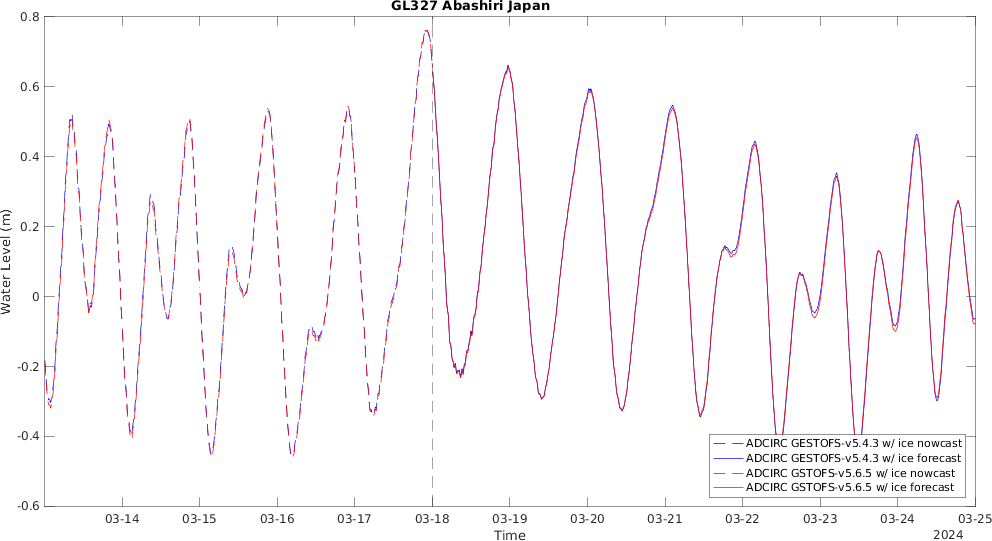 GL327 Abashiri Japan
0.8
0.6
0.4
0.2
0
-0.2
-0.4
-0.6
Water Level (m)
ADCIRC GESTOFS-v5.4.3 w/ ice nowcast
ADCIRC GESTOFS-v5.4.3 w/ ice forecast
ADCIRC GSTOFS-v5.6.5 w/ ice nowcast
ADCIRC GSTOFS-v5.6.5 w/ ice forecast
03-14 03-15 03-16 03-17 03-18 03-19 03-20 03-21 03-22 03-23 03-24 03-25
Time
2024